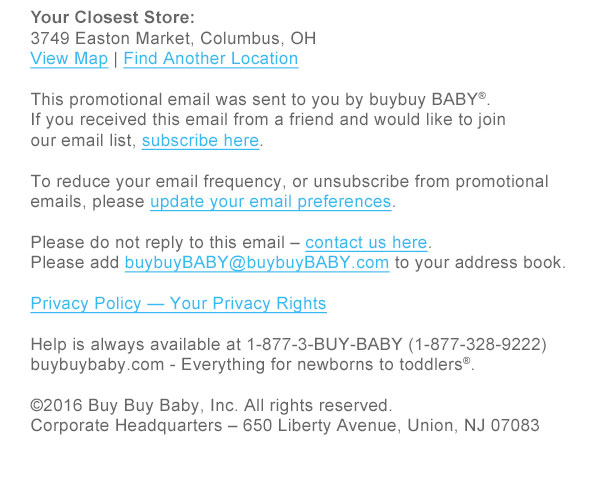 Your Closest Store:
3749 Easton Market, Columbus, OH
View Map | Find Another Location
This promotional email was sent to you by buybuy BABY®.
If you received this email from a friend and would like to join
our email list, subscribe here.
To reduce your email frequency, or unsubscribe from promotional
emails, please update your email preferences.
Please do not reply to this email – contact us here.
Please add buybuyBABY@buybuyBABY.com to your address book.
Privacy Policy — Your Privacy Rights
Help is always available at 1-877-3-BUY-BABY (1-877-328-9222)
buybuybaby.com - Everything for newborns to toddlers®.
©2016 Buy Buy Baby, Inc. All rights reserved.
Corporate Headquarters – 650 Liberty Avenue, Union, NJ 07083